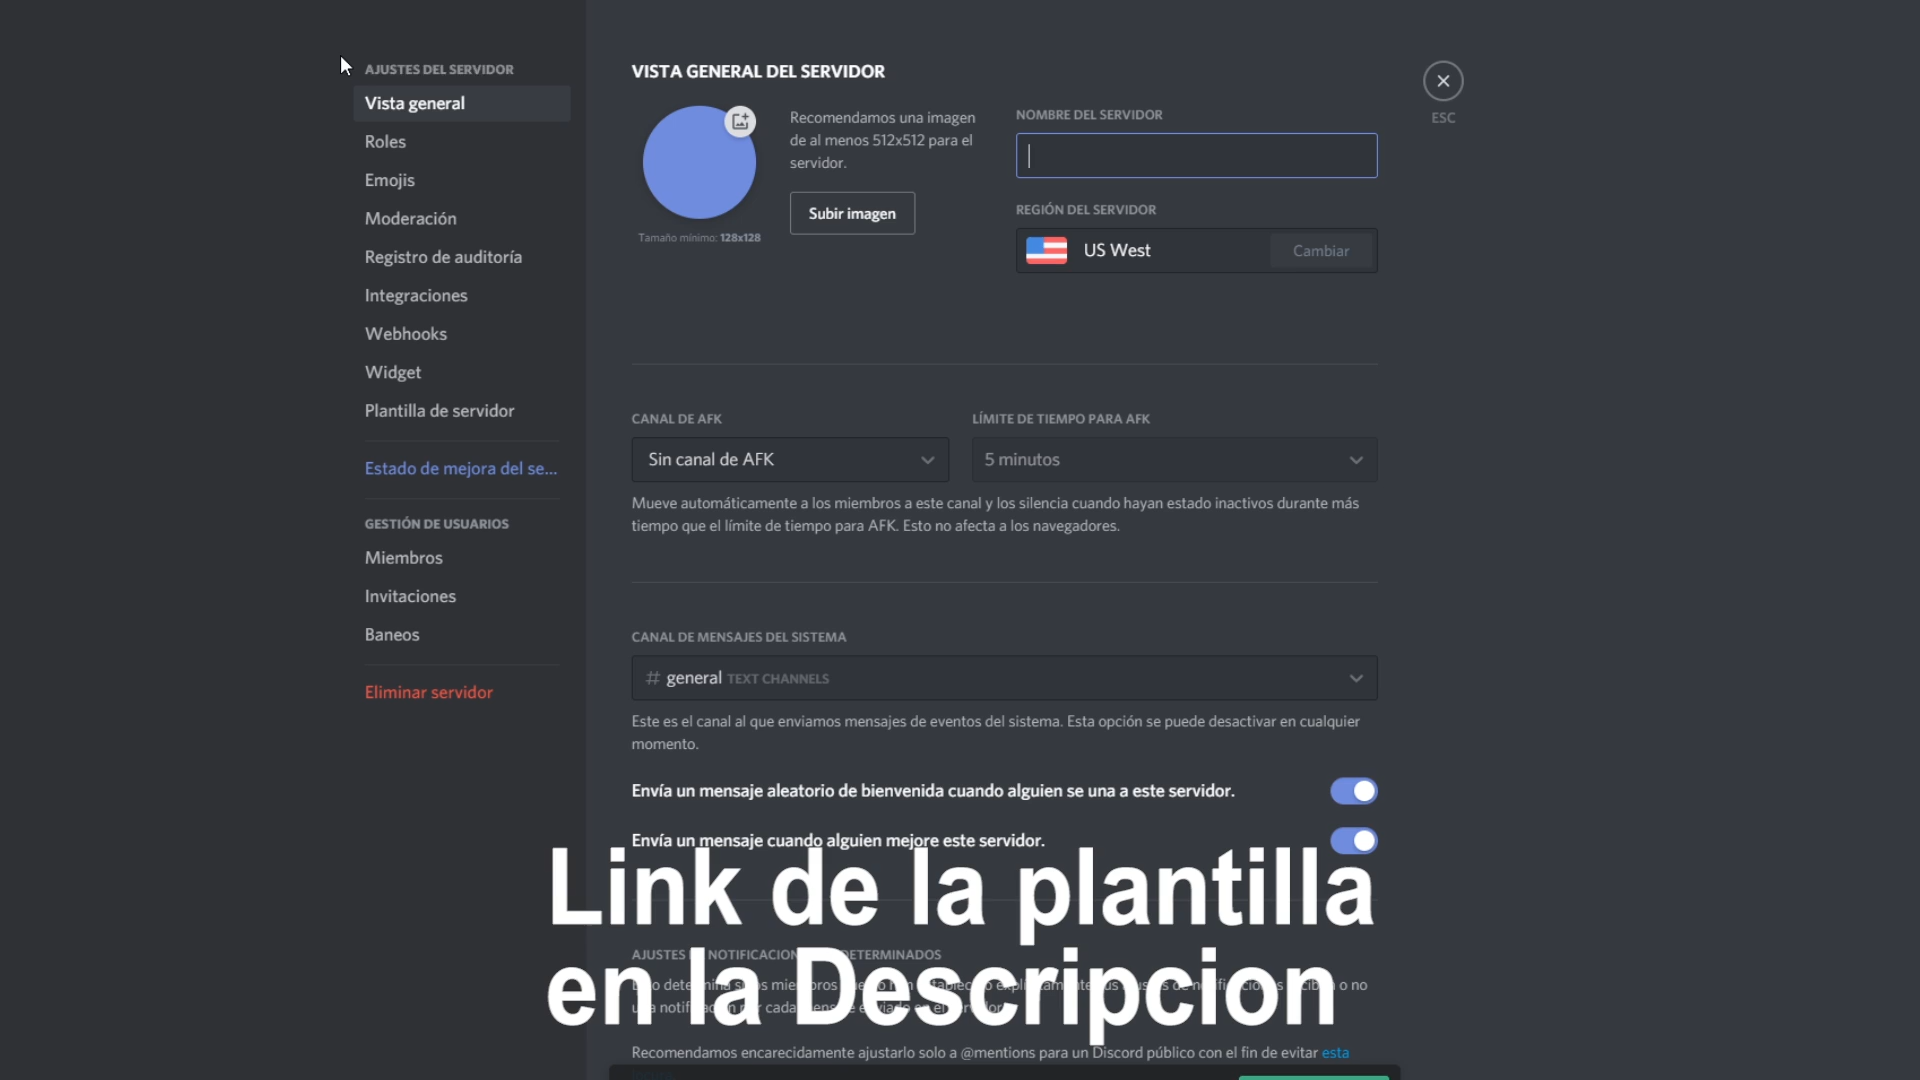 AJUSTES DEL SERVIDOR
Vista general
Roles
Emojis
Moderación
Registro de auditoría
Integraciones
Webhooks
Widget
Plantilla de servidor
Estado de mejora del se...
GESTIÓN DE USUARIOS
Miembros
Invitaciones
Baneos
Eliminar servidor
VISTA GENERAL DEL SERVIDOR
Recomendamos una imagen
de al menos 512x512 para el
servidor.
Subir imagen
Tamaño mínimo: 128x128
NOMBRE DEL SERVIDOR
REGIÓN DEL SERVIDOR
US West
Cambiar
ESC
CANAL DE AFK
Sin canal de AFK
LÍMITE DE TIEMPO PARA AFK
5 minutos
Mueve automáticamente a los miembros a este canal y los silencia cuando hayan estado inactivos durante más
tiempo que el límite de tiempo para AFK. Esto no afecta a los navegadores.
CANAL DE MENSAJES DEL SISTEMA
# general TEXT CHANNELS
Este es el canal al que enviamos mensajes de eventos del sistema. Esta opción se puede desactivar en cualquier
momento.
Envía un mensaje aleatorio de bienvenida cuando alguien se una a este servidor.
Envía un mensaje cuando alguien mejore este servidor.
Link de la plantilla
en la Descripcion
AJUSTES
o no
cada
Recomendamos encarecidamente ajustarlo solo a @mentions para un Discord público con el fin de evitar esta